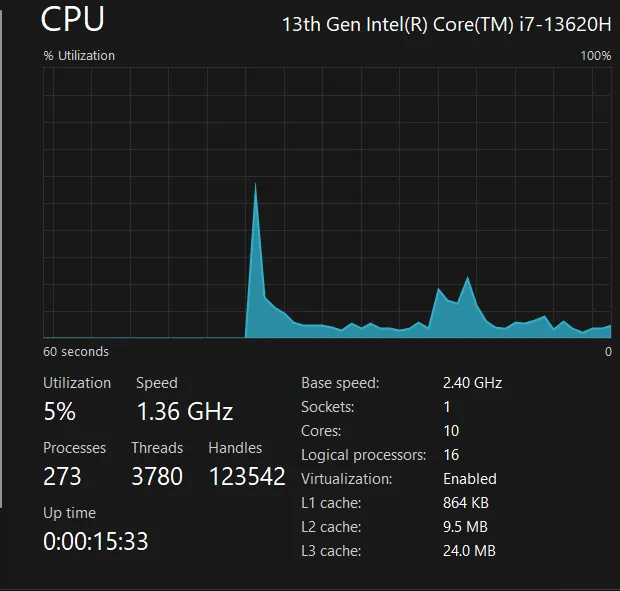 CPU
13th Gen Intel(R) Core(TM) i7-13620H
% Utilization 100%
60 seconds 0
Utilization Speed
5% 1.36 GHz
Processes Threads Handles
273 3780 123542
Up time
0:00:15:33
Base speed: 2.40 GHz
Sockets: 1
Cores: 10
Logical processors: 16
Virtualization: Enabled
L1 cache: 864 KB
L2 cache: 9.5 MB
L3 cache: 24.0 MB